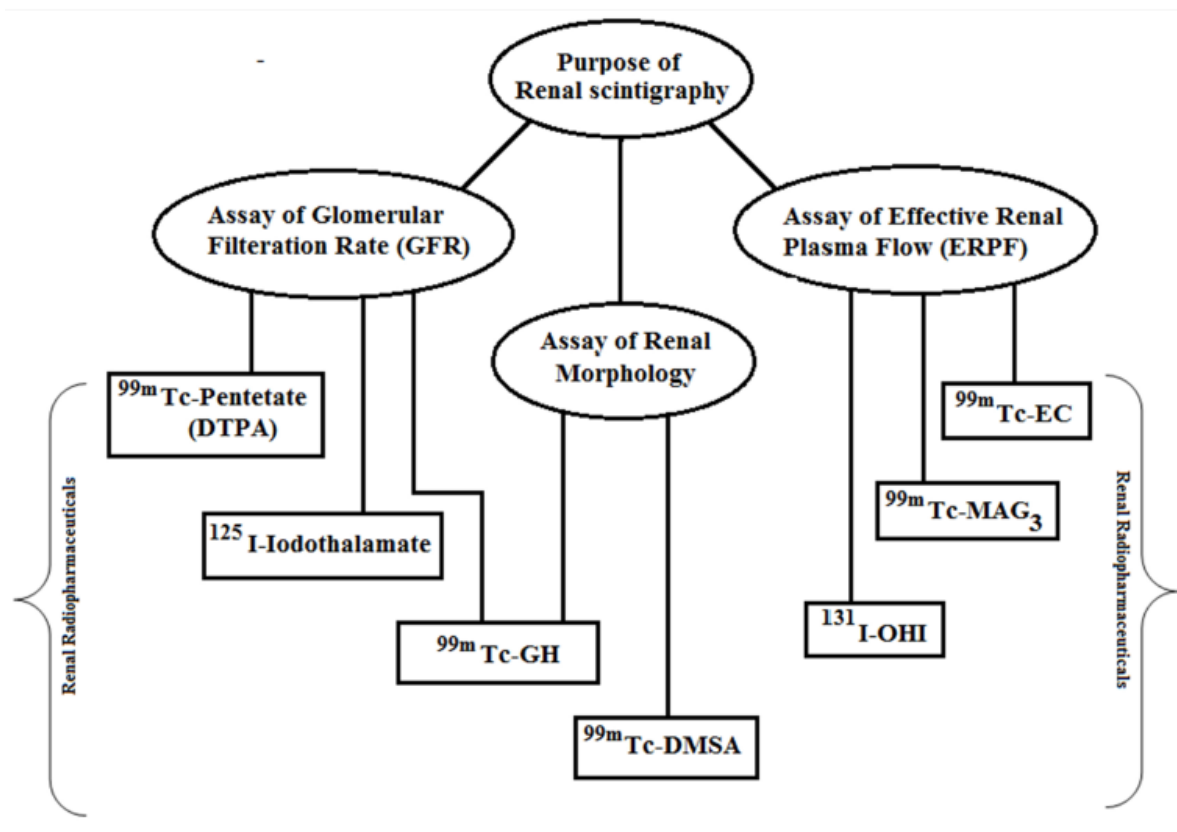 Purpose of
Renal scintigraphy
Assay of Glomerular
Filteration Rate (GFR)
Assay of Effective Renal
Plasma Flow (ERPF)
Assay of Renal
Morphology
99mTc-Pentetate
(DTPA)
99mTc-EC
125I-Iodothalamate
99mTc-MAG3
99mTc-GH
131I-OHI
99mTc-DMSA
Renal Radiopharmaceuticals
Renal Radiopharmaceuticals